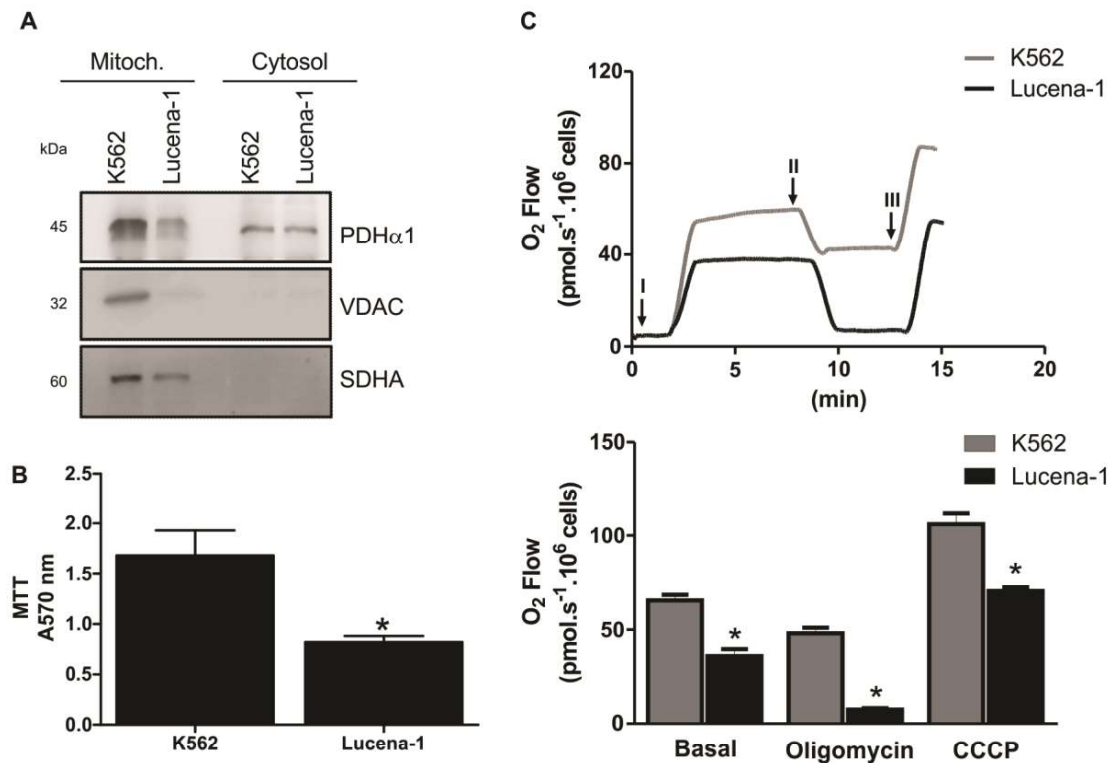 A
Mitoch. Cytosol
kDa
K562
Lucena-1
K562
Lucena-1
45
PDHα1
32
VDAC
60
SDHA
B
2.5
2.0
1.5
1.0
0.5
0.0
MTT
A570 nm
*
K562 Lucena-1
C
K562
Lucena-1
120
80
40
0
O₂ Flow
(pmol.s⁻¹.10⁶ cells)
I
II
III
0 5 10 15 20
(min)
K562
Lucena-1
150
100
50
0
O₂ Flow
(pmol.s⁻¹.10⁶ cells)
*
*
*
Basal Oligomycin CCCP